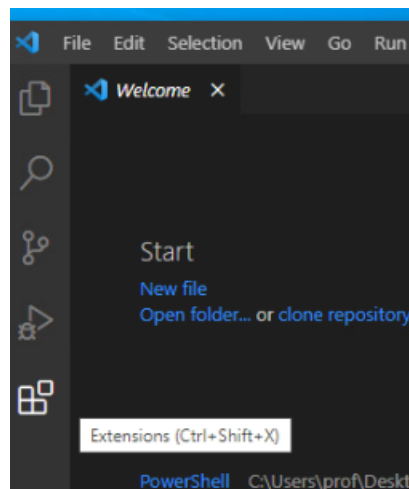 File Edit Selection View Go Run
Welcome
Start
New file
Open folder... or clone repository
Extensions (Ctrl+Shift+X)
PowerShell C:\Users\prof\Deskt